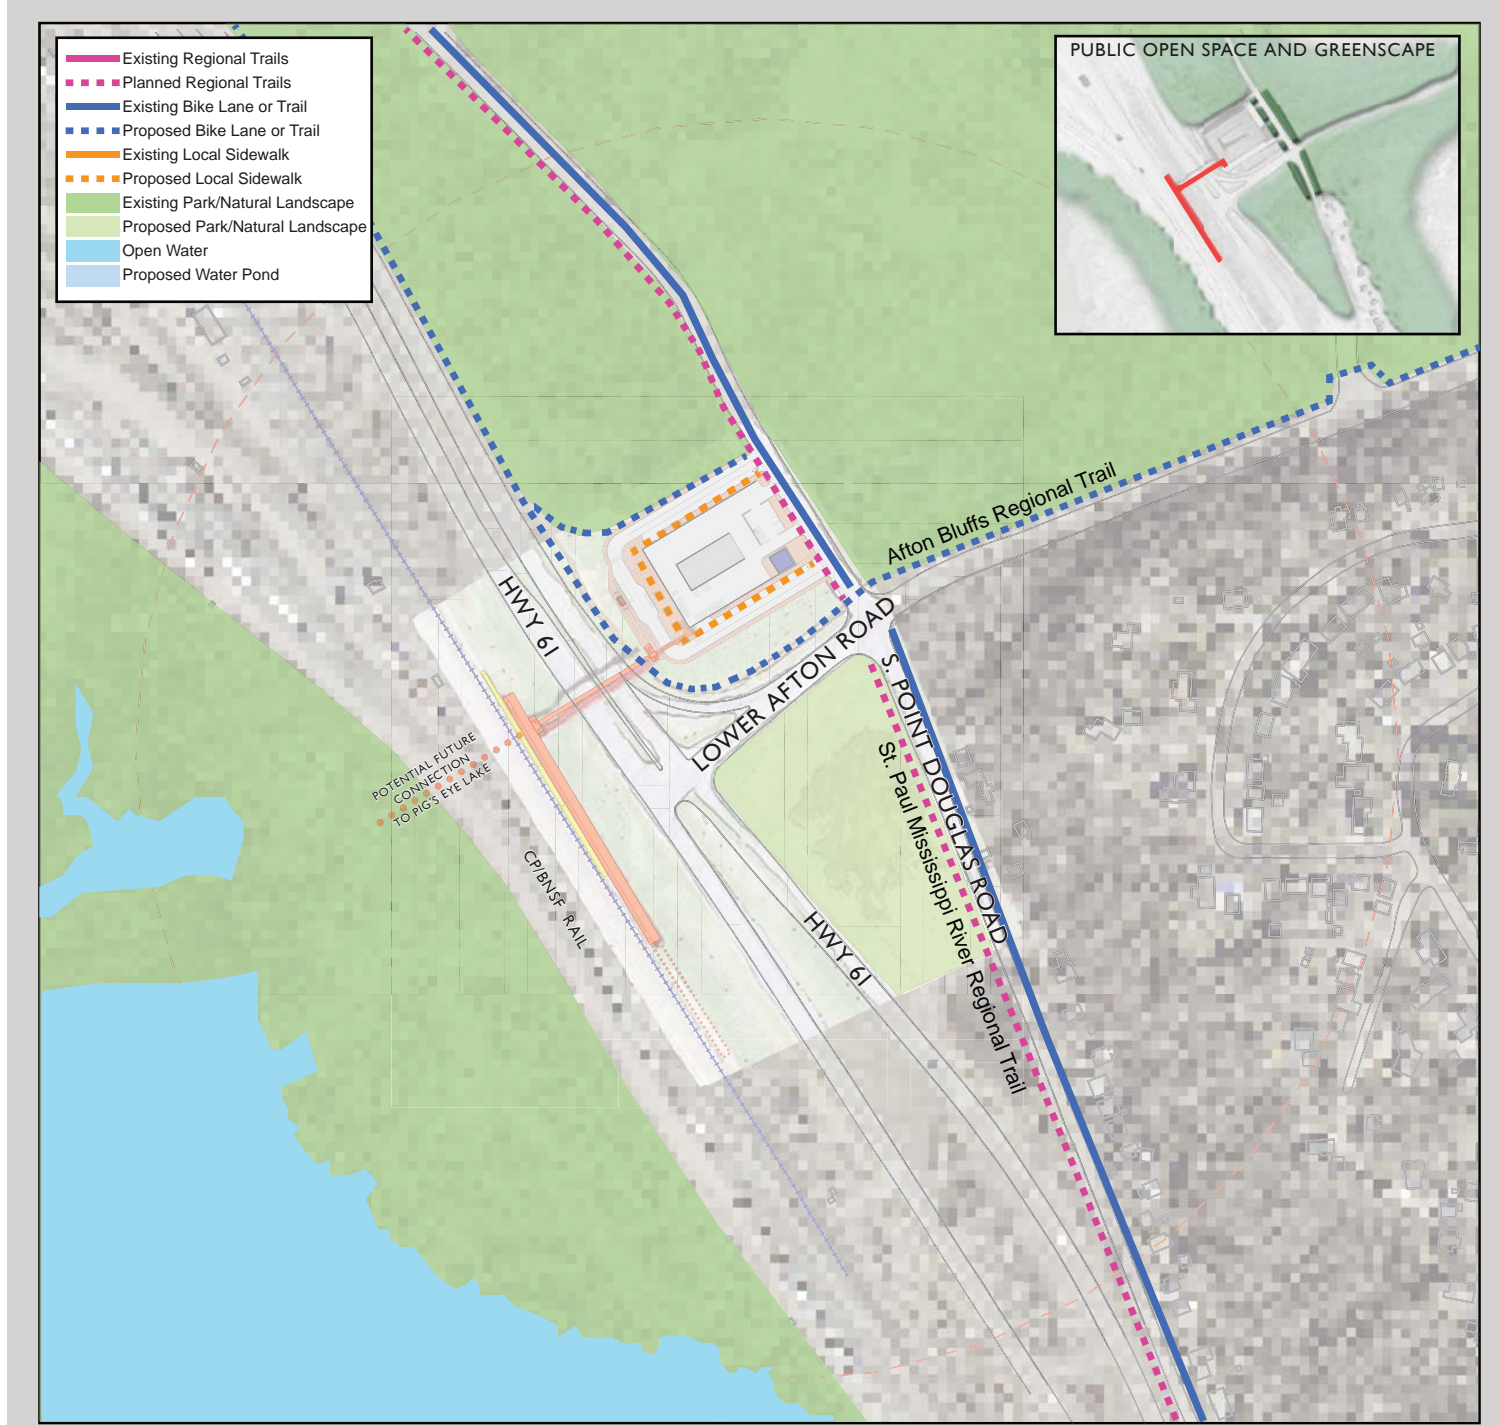 Existing Regional Trails
Planned Regional Trails
Existing Bike Lane or Trail
Proposed Bike Lane or Trail
Existing Local Sidewalk
Proposed Local Sidewalk
Existing Park/Natural Landscape
Proposed Park/Natural Landscape
Open Water
Proposed Water Pond
PUBLIC OPEN SPACE AND GREENSCAPE
Afton Bluffs Regional Trail
HWY 61
LOWER AFTON ROAD
S. POINT DOUGLAS ROAD
St. Paul Mississippi River Regional Trail
POTENTIAL FUTURE
CONNECTION
TO PIG'S EYE LAKE
CP/BNSF RAIL
HWY 61